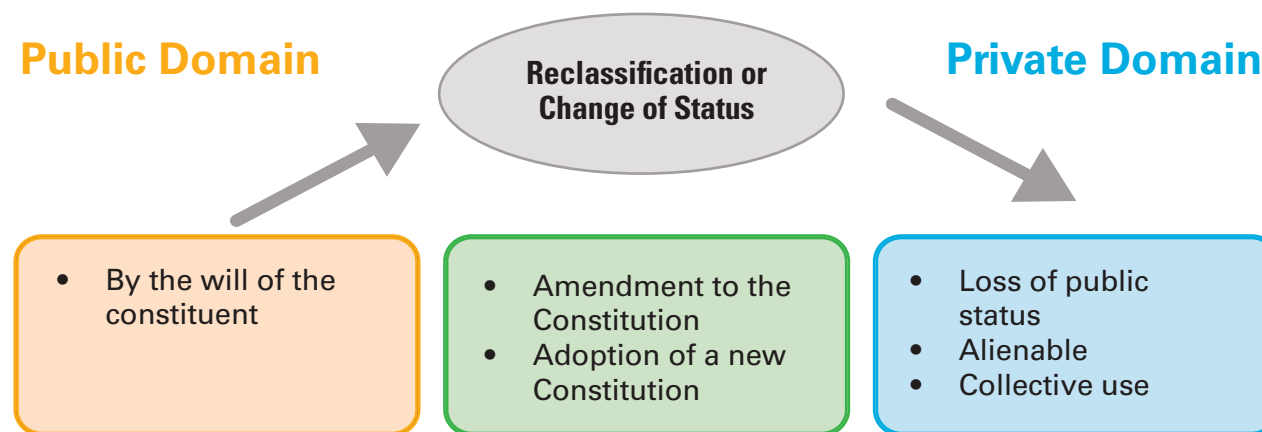 Public Domain
Reclassification or
Change of Status
Private Domain
• By the will of the
constituent
• Amendment to the
Constitution
• Adoption of a new
Constitution
• Loss of public
status
• Alienable
• Collective use